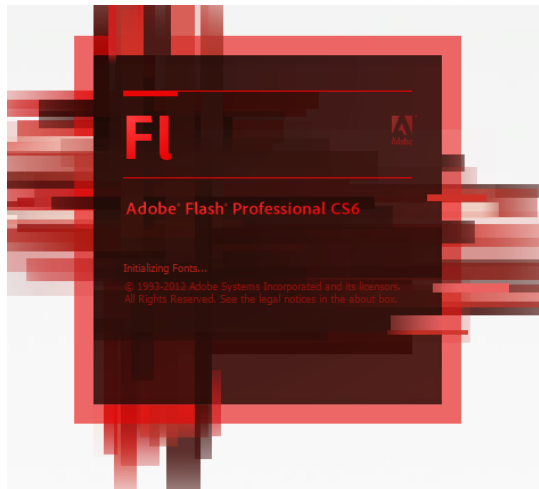 Fl
Adobe
Adobe® Flash® Professional CS6
Initializing Fonts...
© 1993-2012 Adobe Systems Incorporated and its licensors.
All Rights Reserved. See the legal notices in the about box.